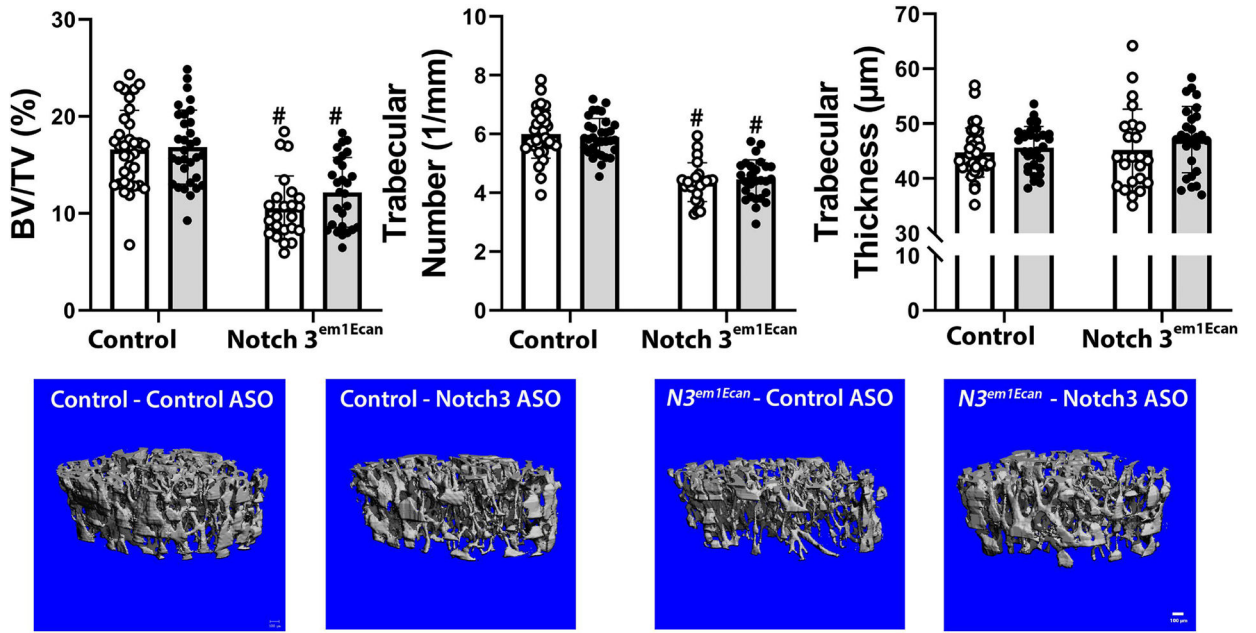 BV/TV (%)
30
20
10
0
#
#
Control
Notch 3em1Ecan
Trabecular
Number (1/mm)
10
8
6
4
2
0
#
#
Control
Notch 3em1Ecan
Trabecular
Thickness (µm)
70
60
50
40
30
10
0
Control
Notch 3em1Ecan
Control - Control ASO
Control - Notch3 ASO
N3em1Ecan - Control ASO
N3em1Ecan - Notch3 ASO
100 µm